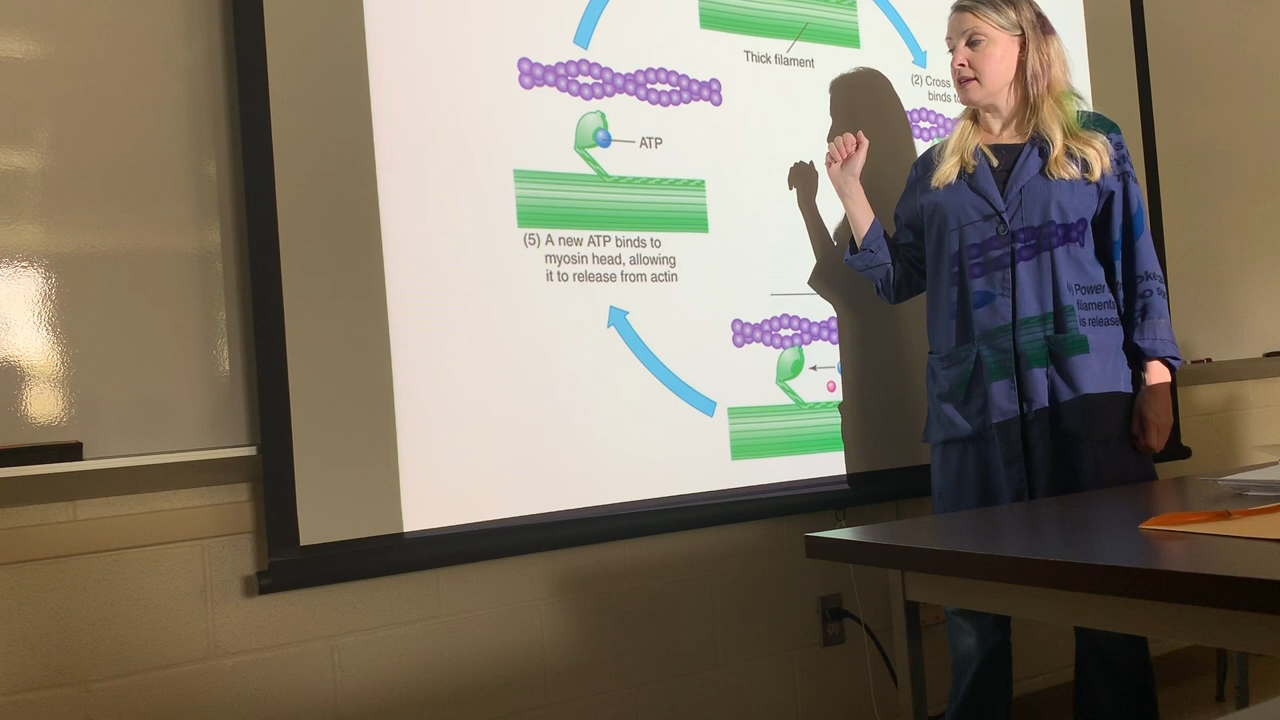 Thick filament
(2) Cross
binds to
ATP
(5) A new ATP binds to
myosin head, allowing
it to release from actin
Power
filaments
is release